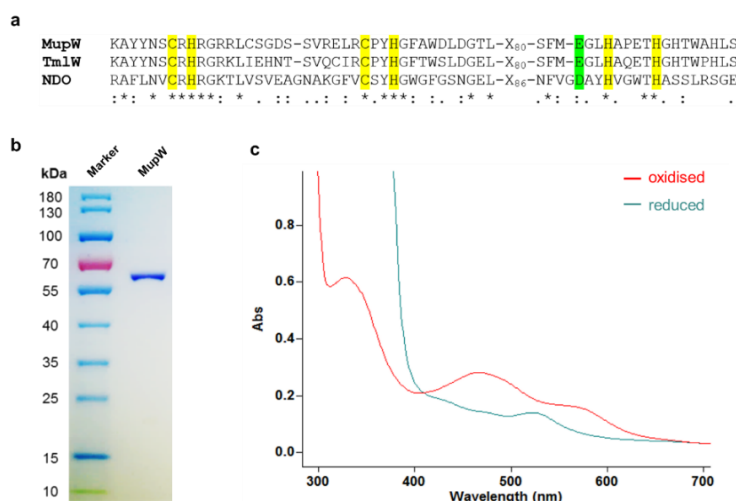 a
MupW KAYYNSCRHRGRRLCSGDS-SVRELRCPYHGFAWDLDGTL-X80-SFM-EGLHAPETHGHTWAHLS
TmlW KAYYNSCRHRGRKLIEHNT-SVQCIRCPYHGFTWSLDGEL-X80-SFM-EGLHAQETHGHTWPHLS
NDO RAFLNVCRHRGKTLVSVEAGNAKGFVCSYHGWGFGSNGEL-X86-NFVGDAYHVGWTHASSLRSGE
b
kDa Marker MupW
180
130
100
70
55
40
35
25
15
10
c
oxidised
reduced
Abs
0.8
0.6
0.4
0.2
0.0
300 400 500 600 700
Wavelength (nm)